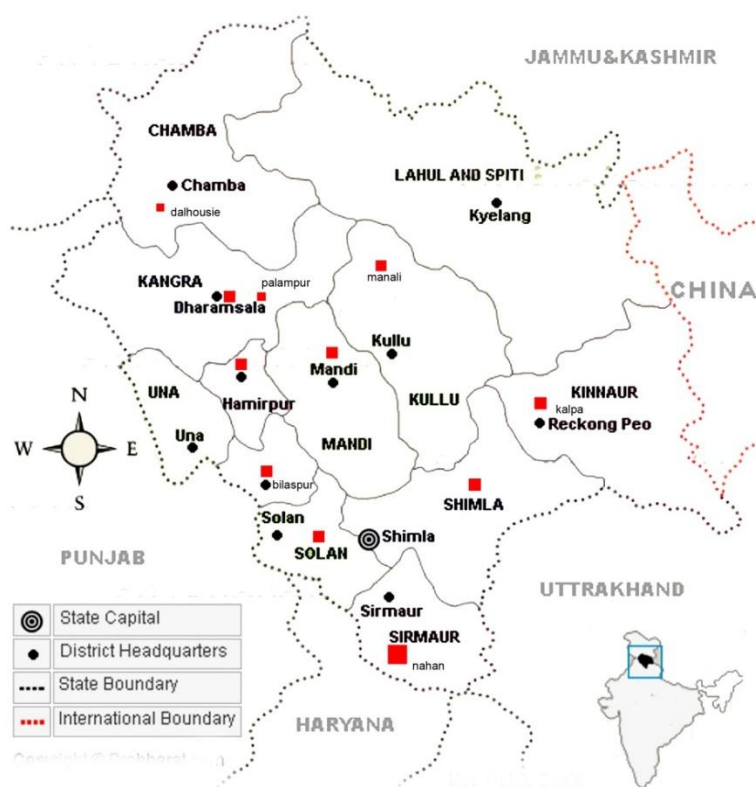 JAMMU&KASHMIR
CHAMBA
Chamba
dalhousie
LAHUL AND SPITI
Kyelang
KANGRA
palampur
Dharamsala
manali
CHINA
Kullu
Mandi
UNA
Hamirpur
KULLU
KINNAUR
kalpa
Reckong Peo
N
W
E
S
Una
MANDI
bilaspur
SHIMLA
Solan
SOLAN
Shimla
PUNJAB
UTTRAKHAND
Sirmaur
SIRMAUR
nahan
HARYANA
State Capital
District Headquarters
State Boundary
International Boundary